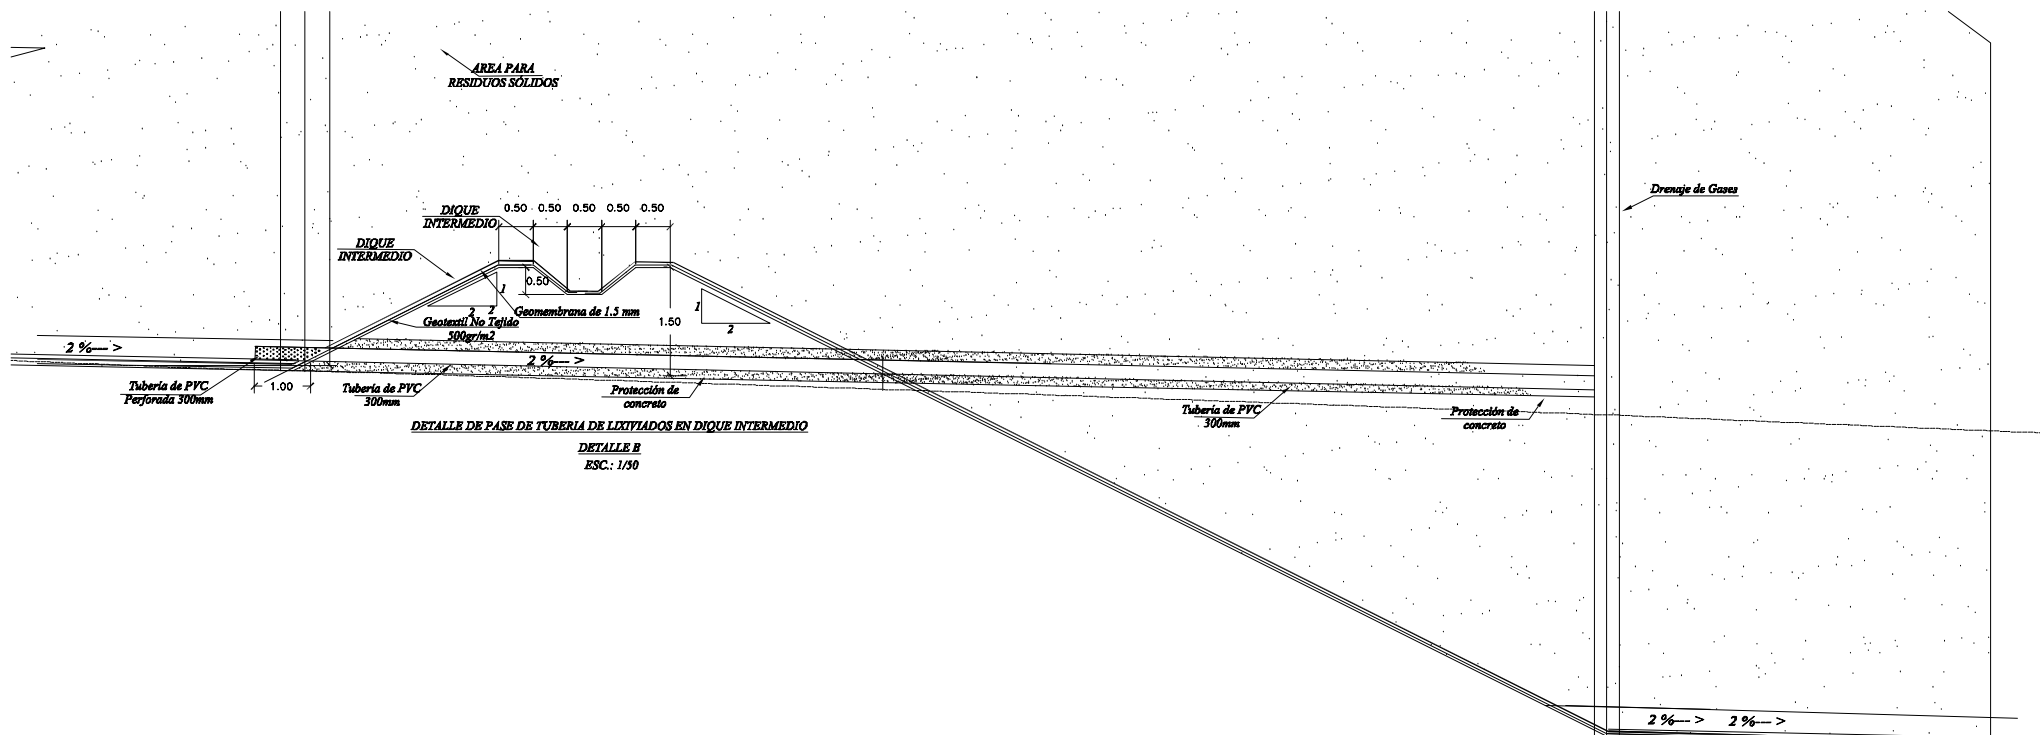 AREA PARA
RESIDUOS SÓLIDOS
Drenaje de Gases
DIQUE
INTERMEDIO
0.50 0.50 0.50 0.50 0.50
DIQUE
INTERMEDIO
0.50
1
2 2
Geomembrana de 1.5 mm
Geotextil No Tejido
500gr/m2
1.50
1
2
2 %--- >
2 %--- >
1.00
Tubería de PVC
Perforada 300mm
Tubería de PVC
300mm
Protección de
concreto
Tubería de PVC
300mm
Protección de
concreto
DETALLE DE PASE DE TUBERIA DE LIXIVIADOS EN DIQUE INTERMEDIO
DETALLE B
ESC.: 1/50
2 %--- > 2 %--- >